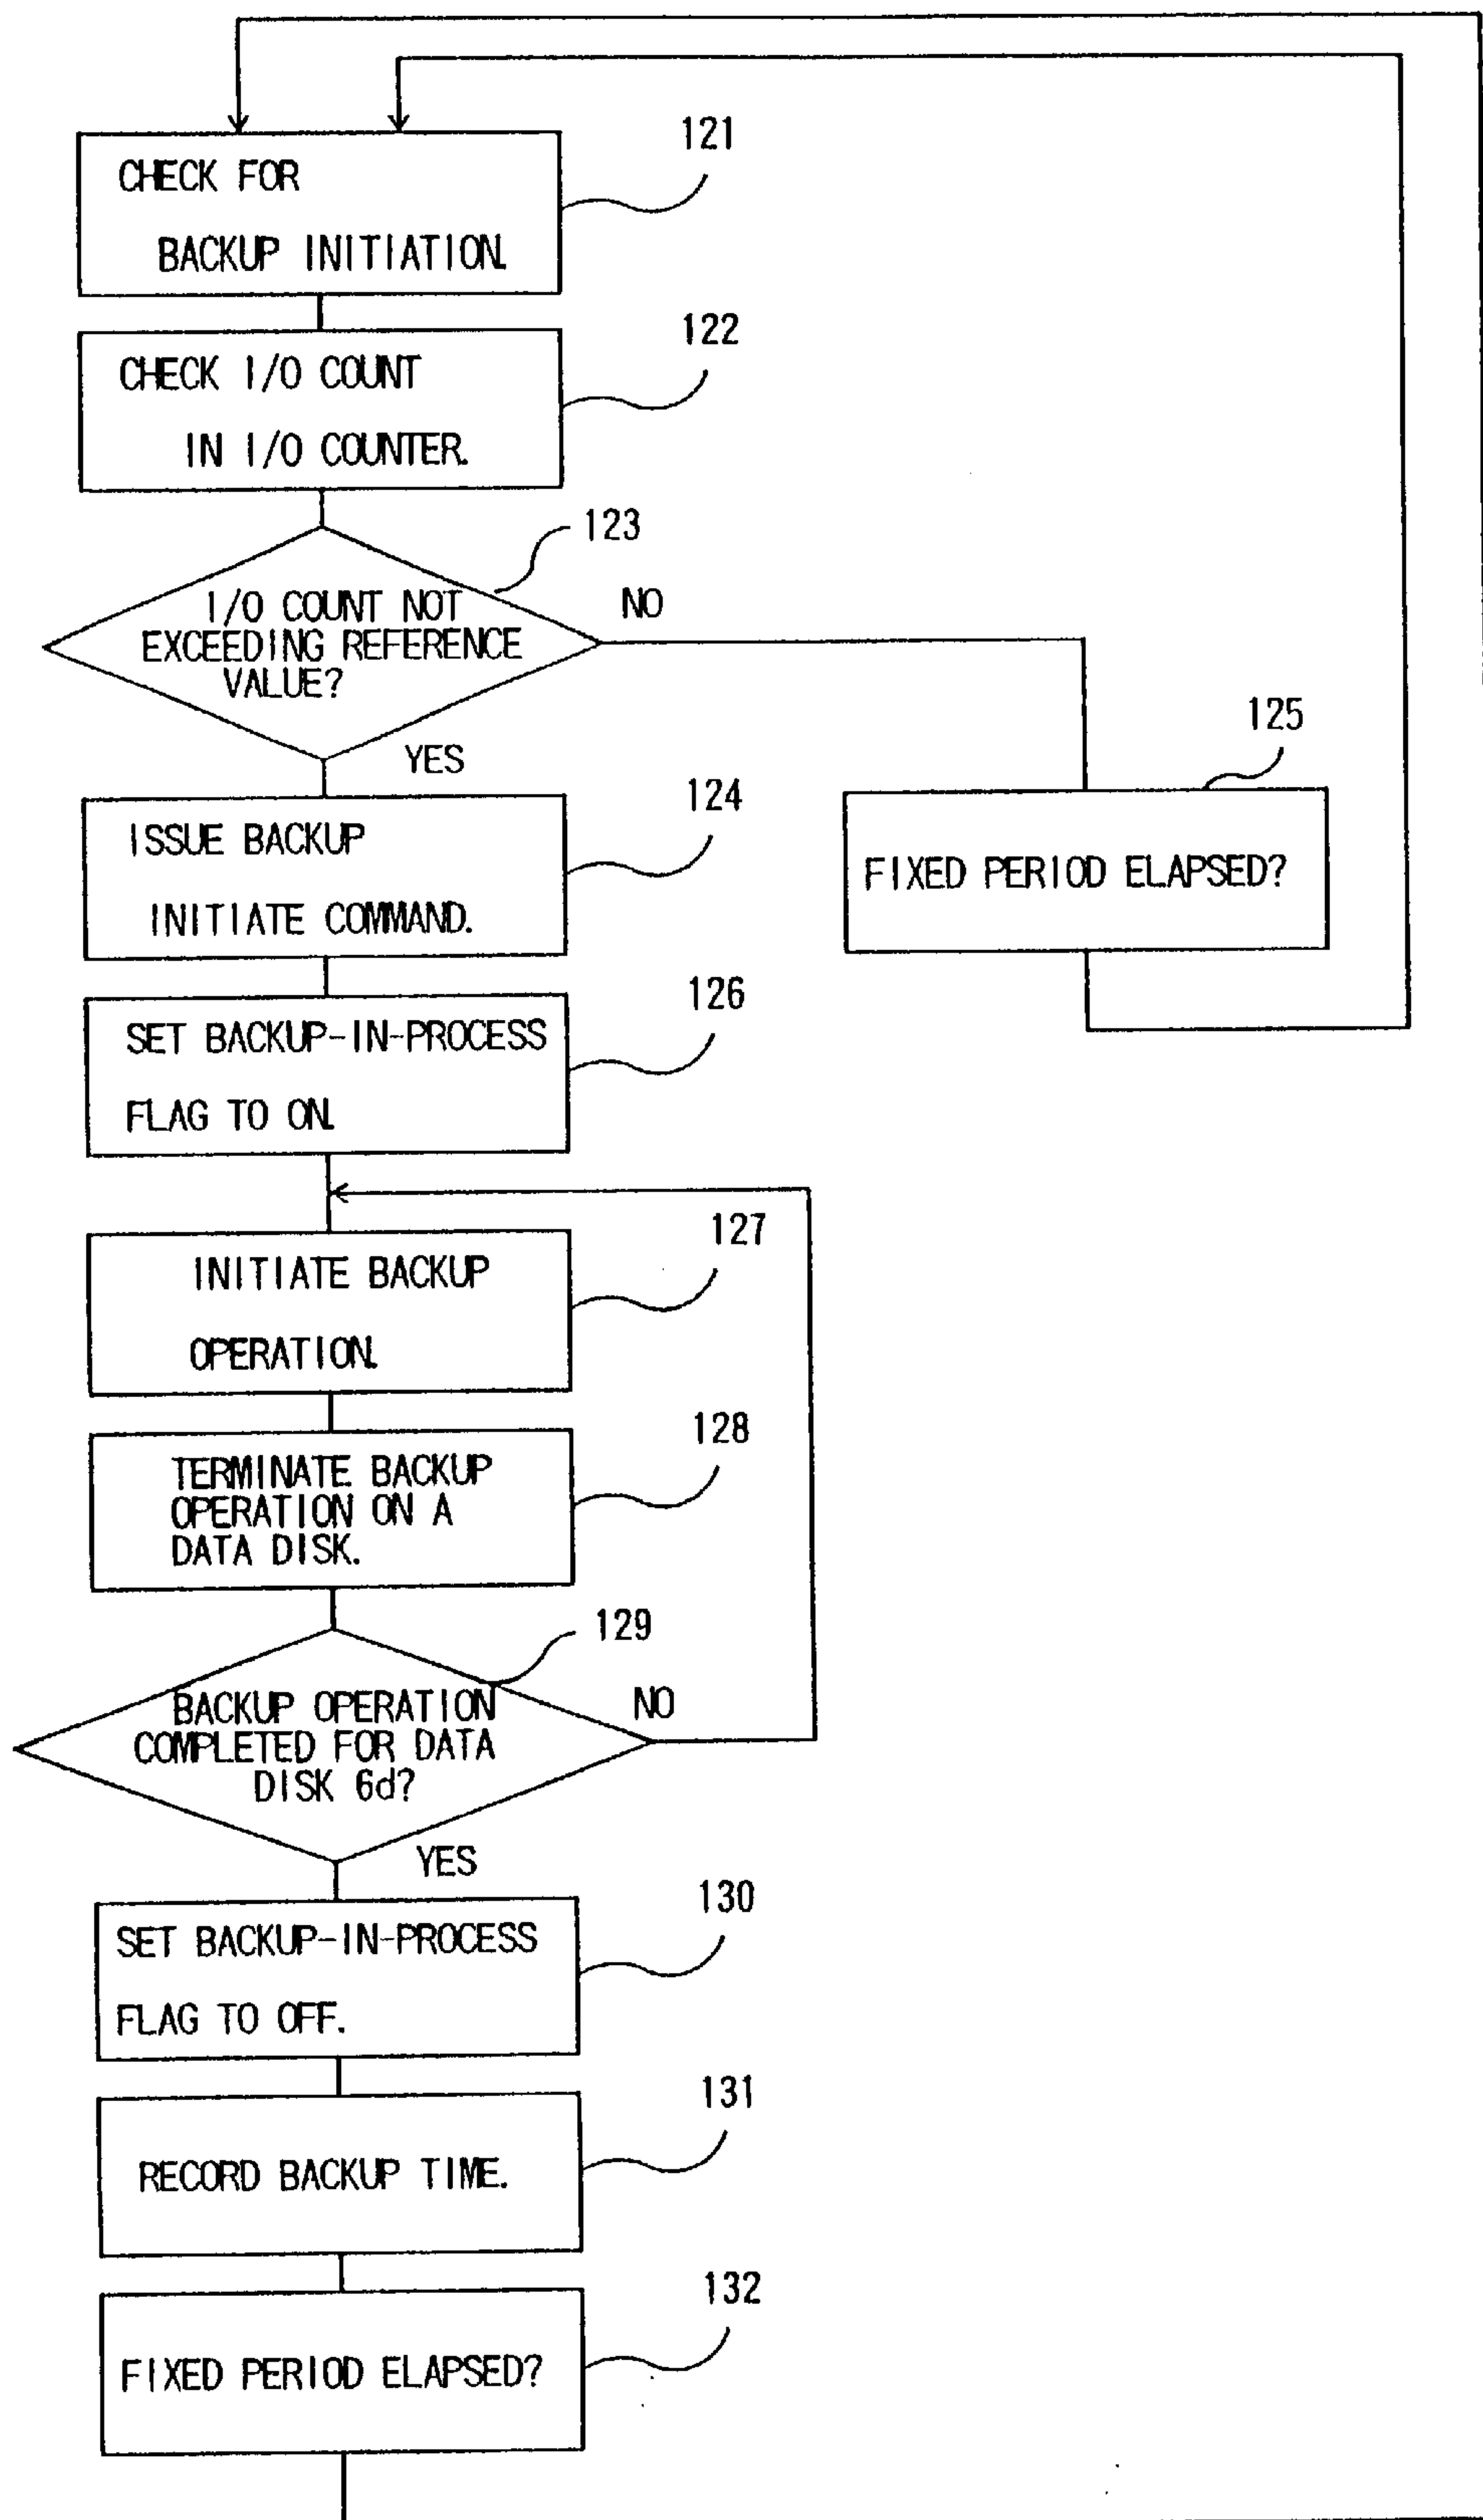 121
CHECK FOR
BACKUP INITIATION.
122
CHECK I/O COUNT
IN I/O COUNTER.
123
I/O COUNT NOT
EXCEEDING REFERENCE
VALUE?
NO
YES
125
FIXED PERIOD ELAPSED?
124
ISSUE BACKUP
INITIATE COMMAND.
126
SET BACKUP-IN-PROCESS
FLAG TO ON.
127
INITIATE BACKUP
OPERATION.
128
TERMINATE BACKUP
OPERATION ON A
DATA DISK.
129
BACKUP OPERATION
COMPLETED FOR DATA
DISK 6d?
NO
YES
130
SET BACKUP-IN-PROCESS
FLAG TO OFF.
131
RECORD BACKUP TIME.
132
FIXED PERIOD ELAPSED?